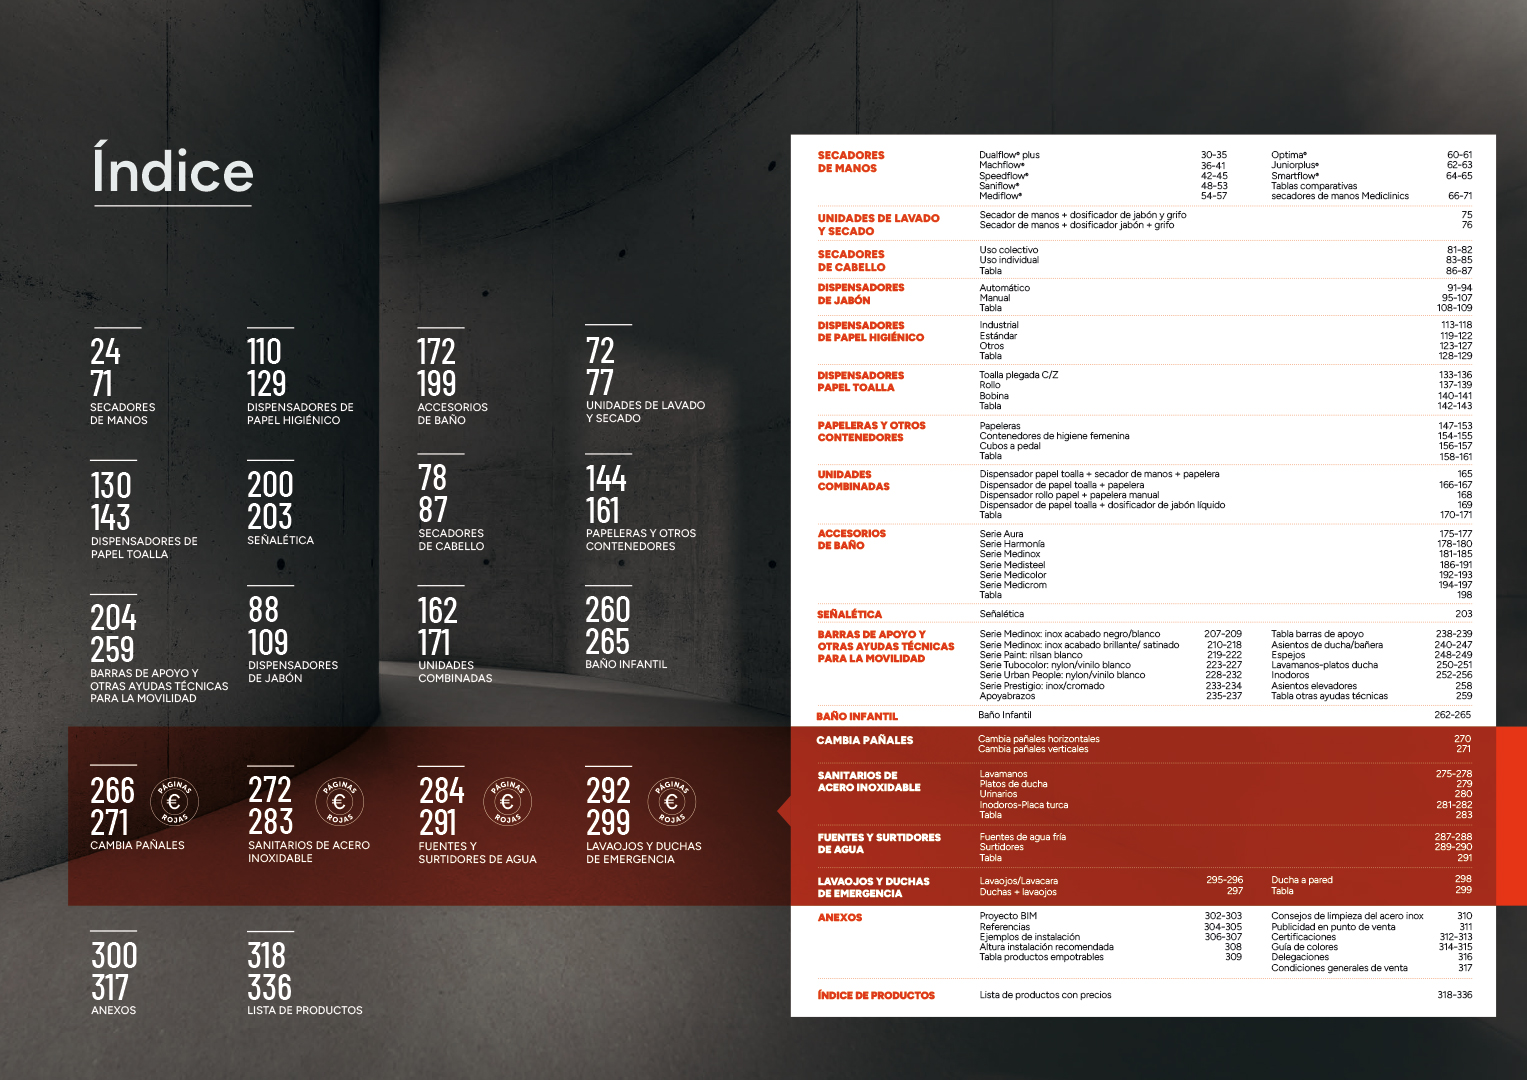 Índice
24
71
SECADORES
DE MANOS
110
129
DISPENSADORES DE
PAPEL HIGIÉNICO
172
199
ACCESORIOS
DE BAÑO
72
77
UNIDADES DE LAVADO
Y SECADO
130
143
DISPENSADORES DE
PAPEL TOALLA
200
203
SEÑALÉTICA
78
87
SECADORES
DE CABELLO
144
161
PAPELERAS Y OTROS
CONTENEDORES
204
259
BARRAS DE APOYO Y
OTRAS AYUDAS TÉCNICAS
PARA LA MOVILIDAD
88
109
DISPENSADORES
DE JABÓN
162
171
UNIDADES
COMBINADAS
260
265
BAÑO INFANTIL
266
271
CAMBIA PAÑALES
PÁGINAS
€
ROJAS
272
283
SANITARIOS DE ACERO
INOXIDABLE
PÁGINAS
€
ROJAS
284
291
FUENTES Y
SURTIDORES DE AGUA
PÁGINAS
€
ROJAS
292
299
LAVAOJOS Y DUCHAS
DE EMERGENCIA
PÁGINAS
€
ROJAS
300
317
ANEXOS
318
336
LISTA DE PRODUCTOS
SECADORES
DE MANOS
Dualflow® plus 30-35
Machflow® 36-41
Speedflow® 42-45
Saniflow® 48-53
Mediflow® 54-57
Optima® 60-61
Juniorplus® 62-63
Smartflow® 64-65
Tablas comparativas
secadores de manos Mediclinics 66-71
UNIDADES DE LAVADO
Y SECADO
Secador de manos + dosificador de jabón y grifo 75
Secador de manos + dosificador jabón + grifo 76
SECADORES
DE CABELLO
Uso colectivo 81-82
Uso individual 83-85
Tabla 86-87
DISPENSADORES
DE JABÓN
Automático 91-94
Manual 95-107
Tabla 108-109
DISPENSADORES
DE PAPEL HIGIÉNICO
Industrial 113-118
Estándar 119-122
Otros 123-127
Tabla 128-129
DISPENSADORES
PAPEL TOALLA
Toalla plegada C/Z 133-136
Rollo 137-139
Bobina 140-141
Tabla 142-143
PAPELERAS Y OTROS
CONTENEDORES
Papeleras 147-153
Contenedores de higiene femenina 154-155
Cubos a pedal 156-157
Tabla 158-161
UNIDADES
COMBINADAS
Dispensador papel toalla + secador de manos + papelera 165
Dispensador de papel toalla + papelera 166-167
Dispensador rollo papel + papelera manual 168
Dispensador de papel toalla + dosificador de jabón líquido 169
Tabla 170-171
ACCESORIOS
DE BAÑO
Serie Aura 175-177
Serie Harmonía 178-180
Serie Medinox 181-185
Serie Medisteel 186-191
Serie Medicolor 192-193
Serie Medicrom 194-197
Tabla 198
SEÑALÉTICA
Señalética 203
BARRAS DE APOYO Y
OTRAS AYUDAS TÉCNICAS
PARA LA MOVILIDAD
Serie Medinox: inox acabado negro/blanco 207-209
Serie Medinox: inox acabado brillante/ satinado 210-218
Serie Paint: rilsan blanco 219-222
Serie Tubocolor: nylon/vinilo blanco 223-227
Serie Urban People: nylon/vinilo blanco 228-232
Serie Prestigio: inox/cromado 233-234
Apoyabrazos 235-237
Tabla barras de apoyo 238-239
Asientos de ducha/bañera 240-247
Espejos 248-249
Lavamanos-platos ducha 250-251
Inodoros 252-256
Asientos elevadores 258
Tabla otras ayudas técnicas 259
BAÑO INFANTIL
Baño Infantil 262-265
CAMBIA PAÑALES
Cambia pañales horizontales 270
Cambia pañales verticales 271
SANITARIOS DE
ACERO INOXIDABLE
Lavamanos 275-278
Platos de ducha 279
Urinarios 280
Inodoros-Placa turca 281-282
Tabla 283
FUENTES Y SURTIDORES
DE AGUA
Fuentes de agua fría 287-288
Surtidores 289-290
Tabla 291
LAVAOJOS Y DUCHAS
DE EMERGENCIA
Lavaojos/Lavacara 295-296
Duchas + lavaojos 297
Ducha a pared 298
Tabla 299
ANEXOS
Proyecto BIM 302-303
Referencias 304-305
Ejemplos de instalación 306-307
Altura instalación recomendada 308
Tabla productos empotrables 309
Consejos de limpieza del acero inox 310
Publicidad en punto de venta 311
Certificaciones 312-313
Guía de colores 314-315
Delegaciones 316
Condiciones generales de venta 317
ÍNDICE DE PRODUCTOS
Lista de productos con precios 318-336